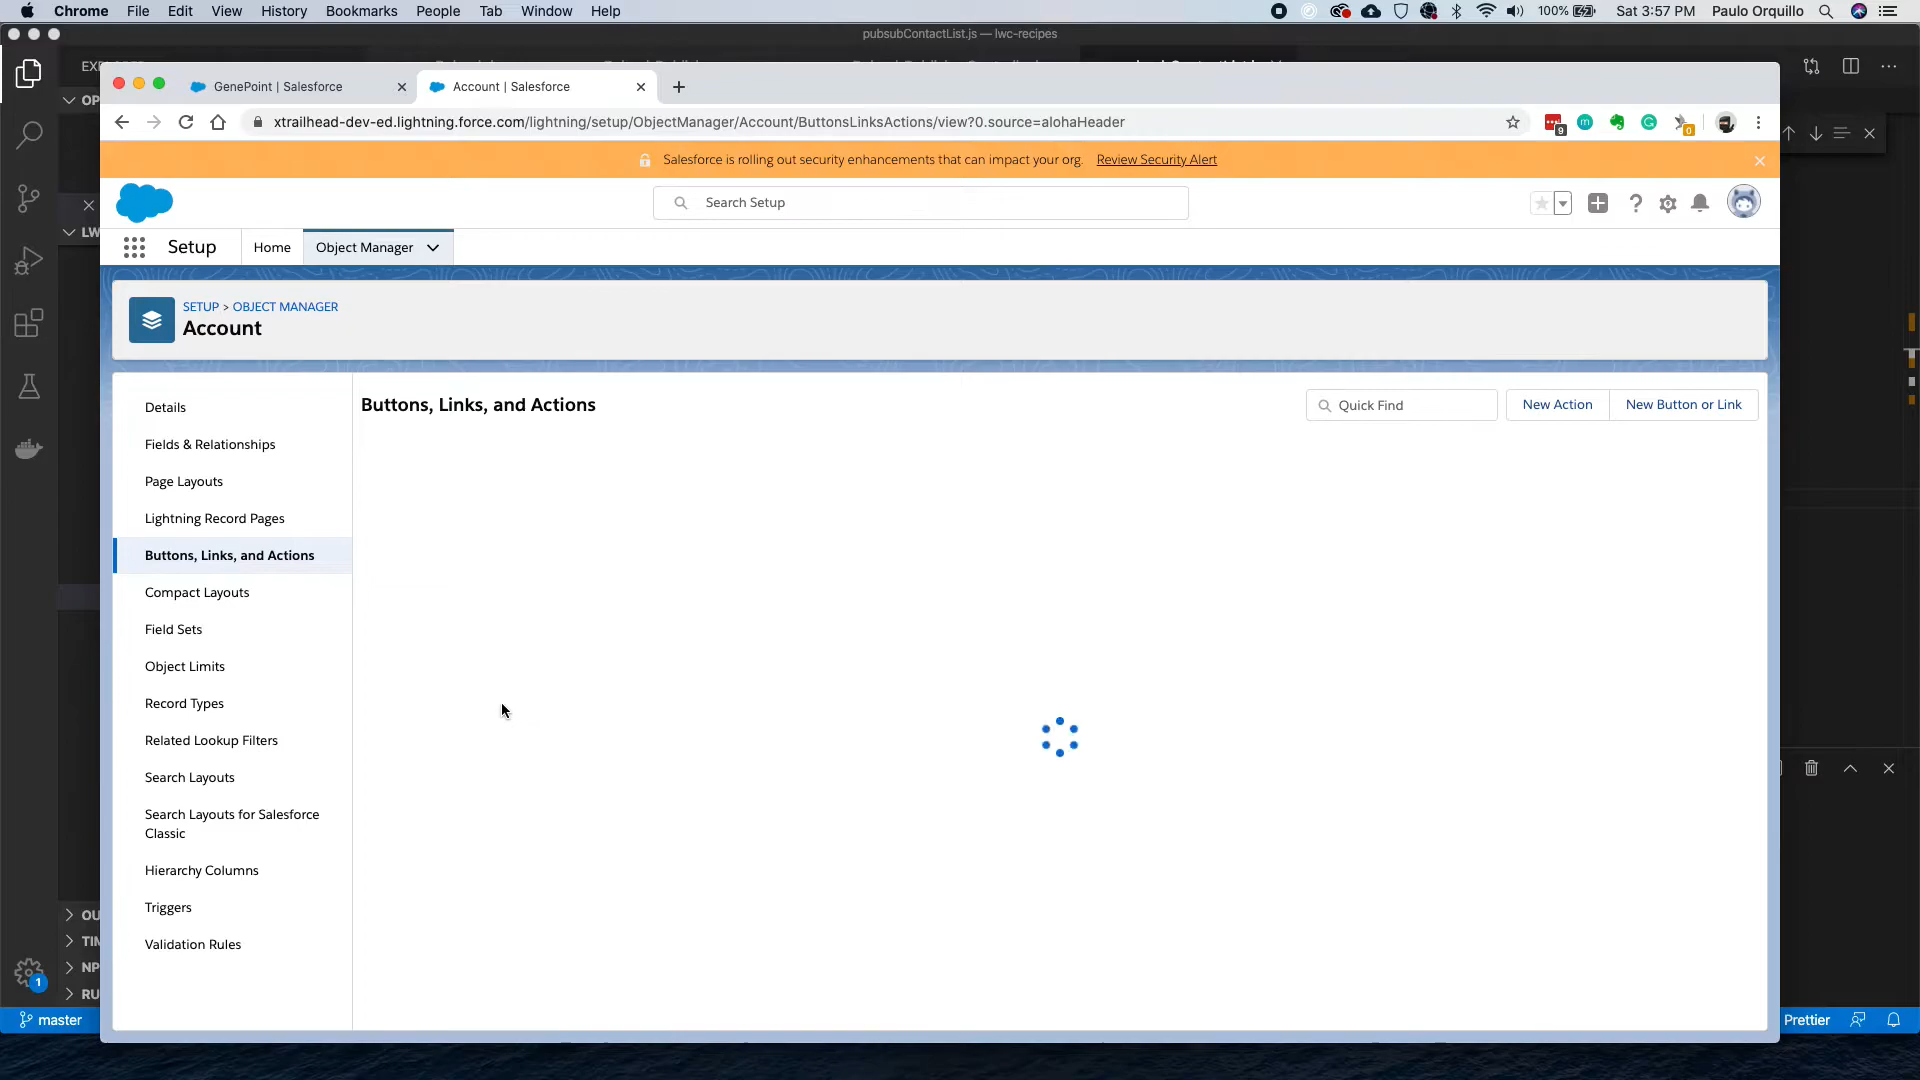 Chrome File Edit View History Bookmarks People Tab Window Help 100% Sat 3:57 PM Paulo Orquillo
pubsubContactList.js — lwc-recipes
GenePoint | Salesforce
Account | Salesforce
xtrailhead-dev-ed.lightning.force.com/lightning/setup/ObjectManager/Account/ButtonsLinksActions/view?0.source=alohaHeader
9
0
Salesforce is rolling out security enhancements that can impact your org. Review Security Alert
Search Setup
Setup
Home
Object Manager
SETUP > OBJECT MANAGER
Account
Details
Fields & Relationships
Page Layouts
Lightning Record Pages
Buttons, Links, and Actions
Compact Layouts
Field Sets
Object Limits
Record Types
Related Lookup Filters
Search Layouts
Search Layouts for Salesforce
Classic
Hierarchy Columns
Triggers
Validation Rules
Buttons, Links, and Actions
Quick Find
New Action
New Button or Link
OP
LW
OU
TIM
NP
RU
1
master
Prettier